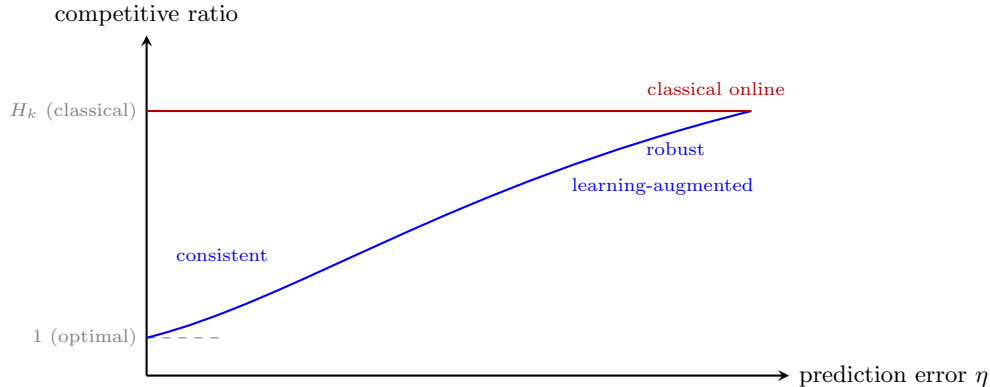 competitive ratio
classical online
H_k (classical)
robust
learning-augmented
consistent
1 (optimal)
prediction error η